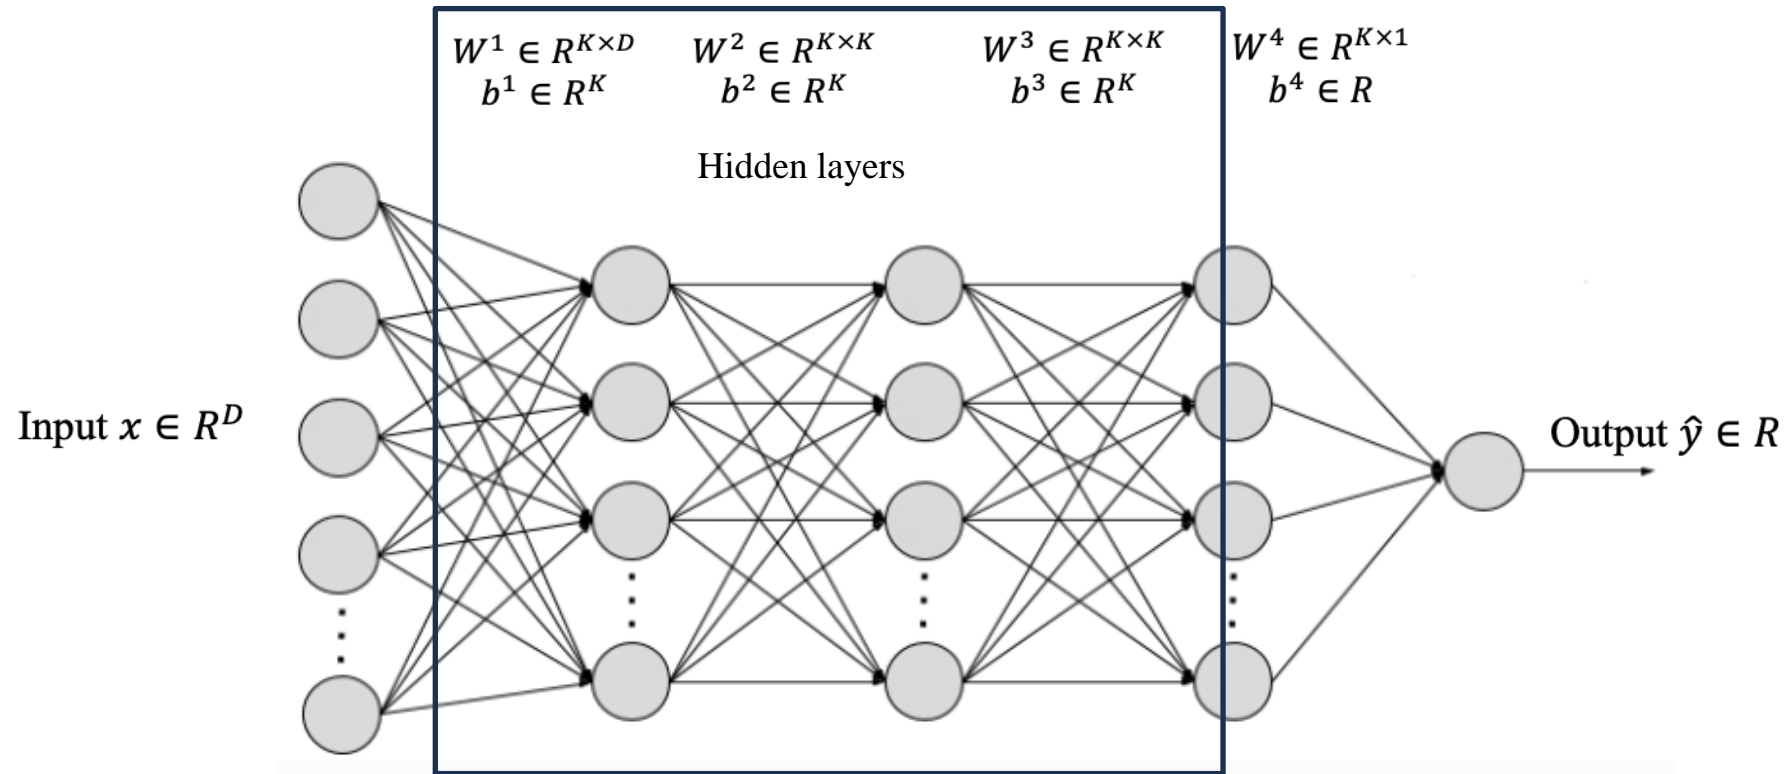 W¹ ∈ R^{K×D}
b¹ ∈ R^K
W² ∈ R^{K×K}
b² ∈ R^K
W³ ∈ R^{K×K}
b³ ∈ R^K
W⁴ ∈ R^{K×1}
b⁴ ∈ R
Hidden layers
Input x ∈ R^D
Output ŷ ∈ R